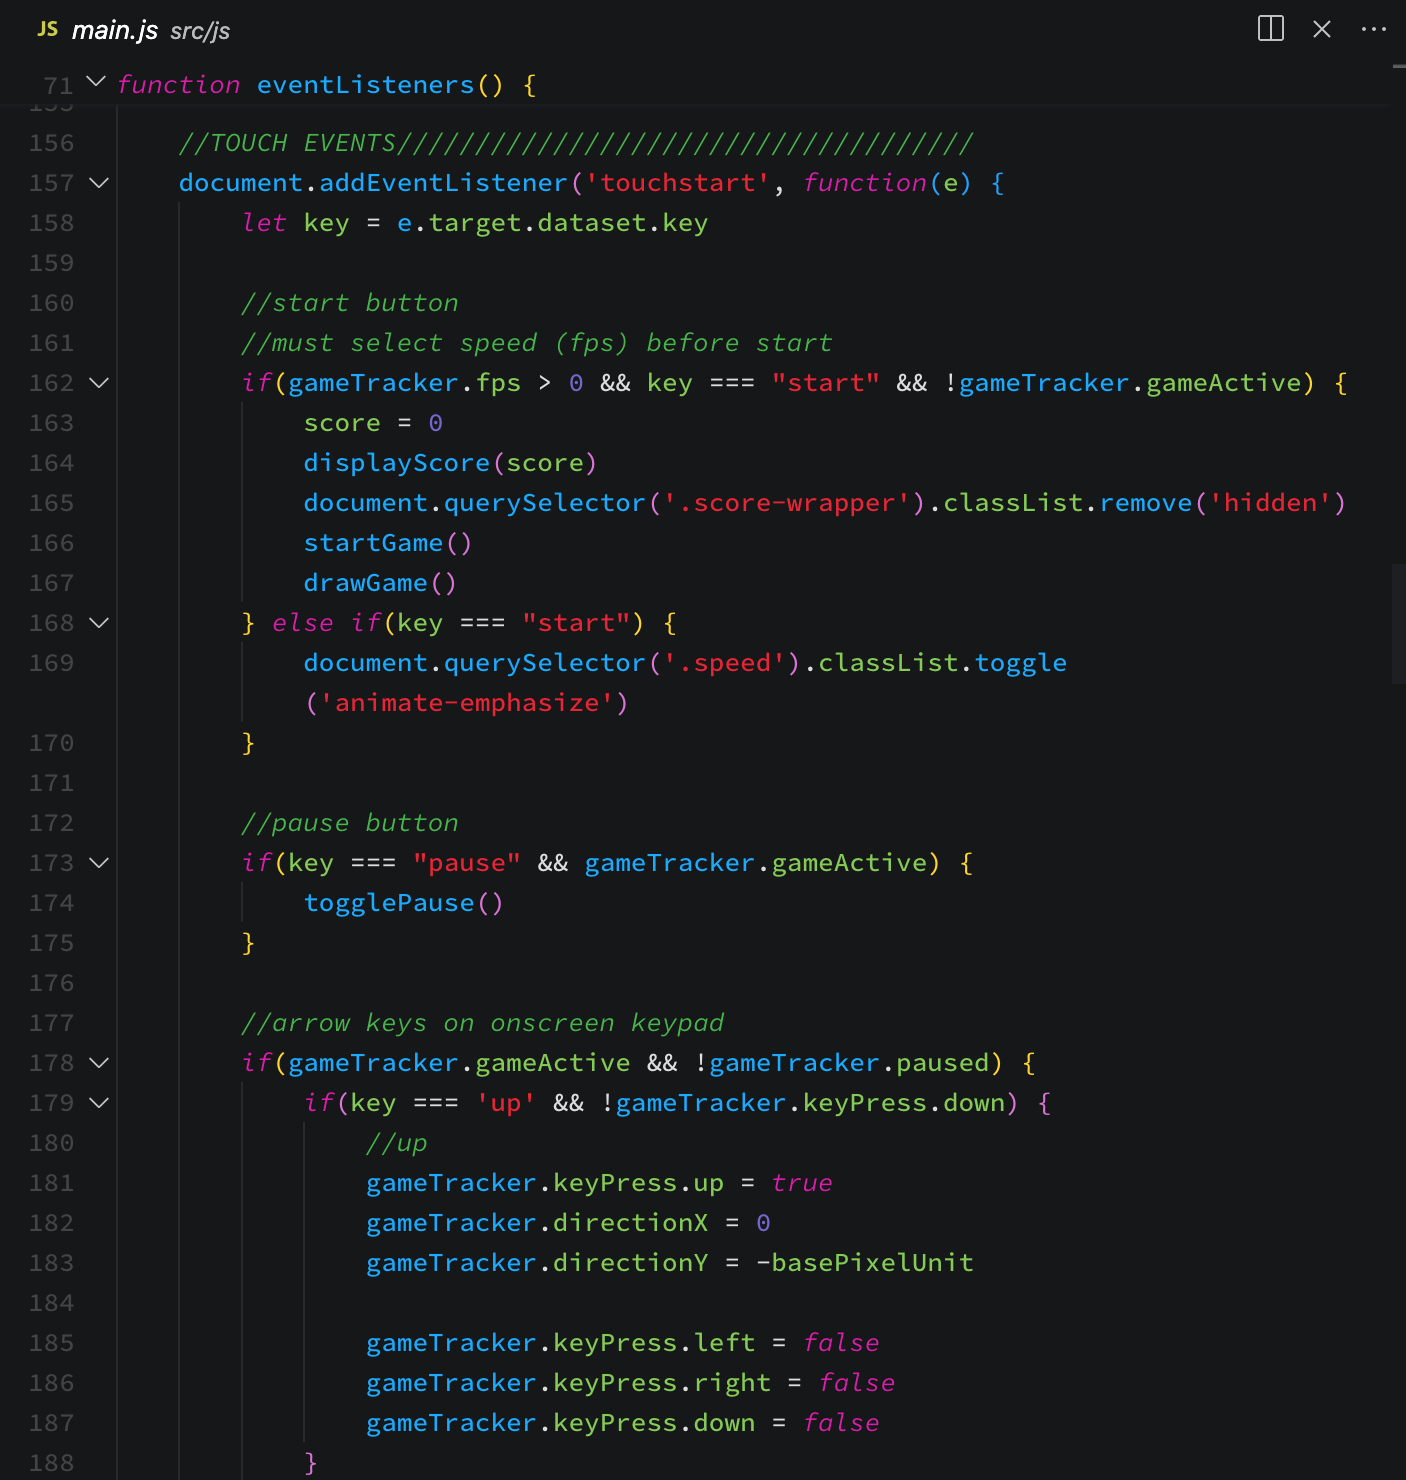 JS main.js src/js
71 function eventListeners() {
156 //TOUCH EVENTS/////////////////////////////////////
157 document.addEventListener('touchstart', function(e) {
158 let key = e.target.dataset.key
159
160 //start button
161 //must select speed (fps) before start
162 if(gameTracker.fps > 0 && key === "start" && !gameTracker.gameActive) {
163 score = 0
164 displayScore(score)
165 document.querySelector('.score-wrapper').classList.remove('hidden')
166 startGame()
167 drawGame()
168 } else if(key === "start") {
169 document.querySelector('.speed').classList.toggle
('animate-emphasize')
170 }
171
172 //pause button
173 if(key === "pause" && gameTracker.gameActive) {
174 togglePause()
175 }
176
177 //arrow keys on onscreen keypad
178 if(gameTracker.gameActive && !gameTracker.paused) {
179 if(key === 'up' && !gameTracker.keyPress.down) {
180 //up
181 gameTracker.keyPress.up = true
182 gameTracker.directionX = 0
183 gameTracker.directionY = -basePixelUnit
184
185 gameTracker.keyPress.left = false
186 gameTracker.keyPress.right = false
187 gameTracker.keyPress.down = false
188 }